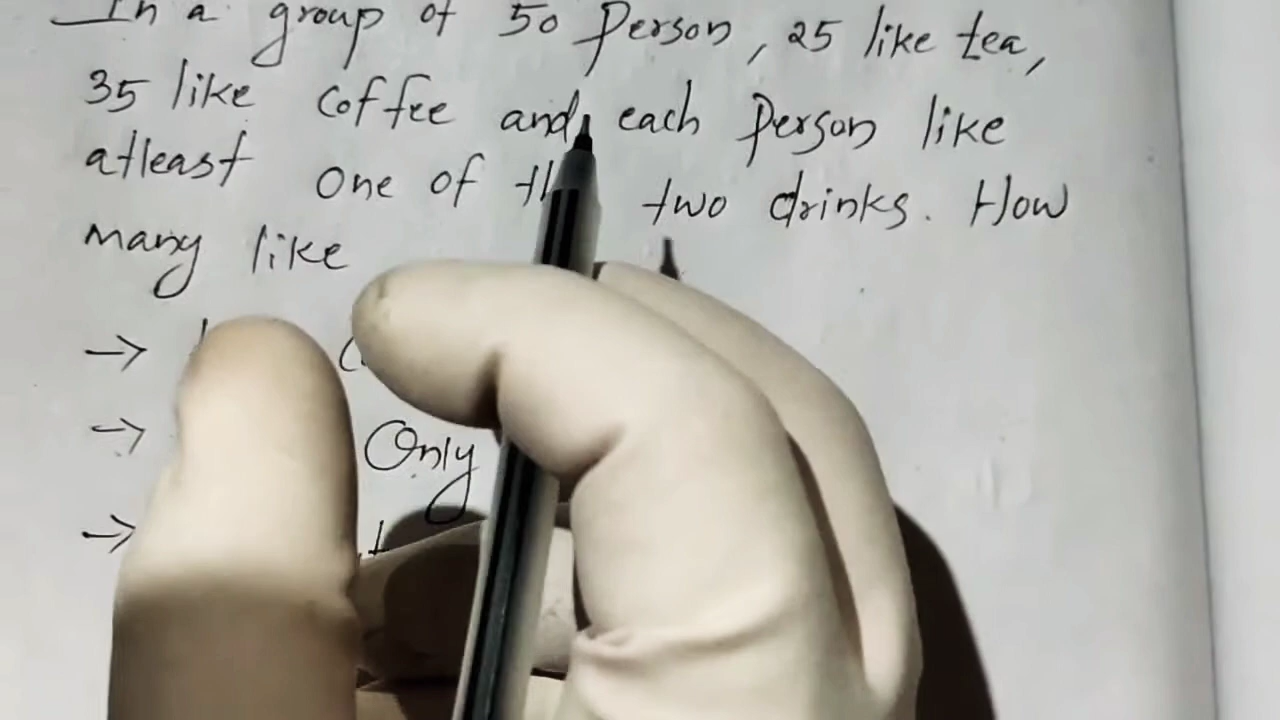 In a group of 50 Person, 25 like tea,
35 like coffee and each Person like
atleast one of two drinks. How
many like
→
→ Only
→